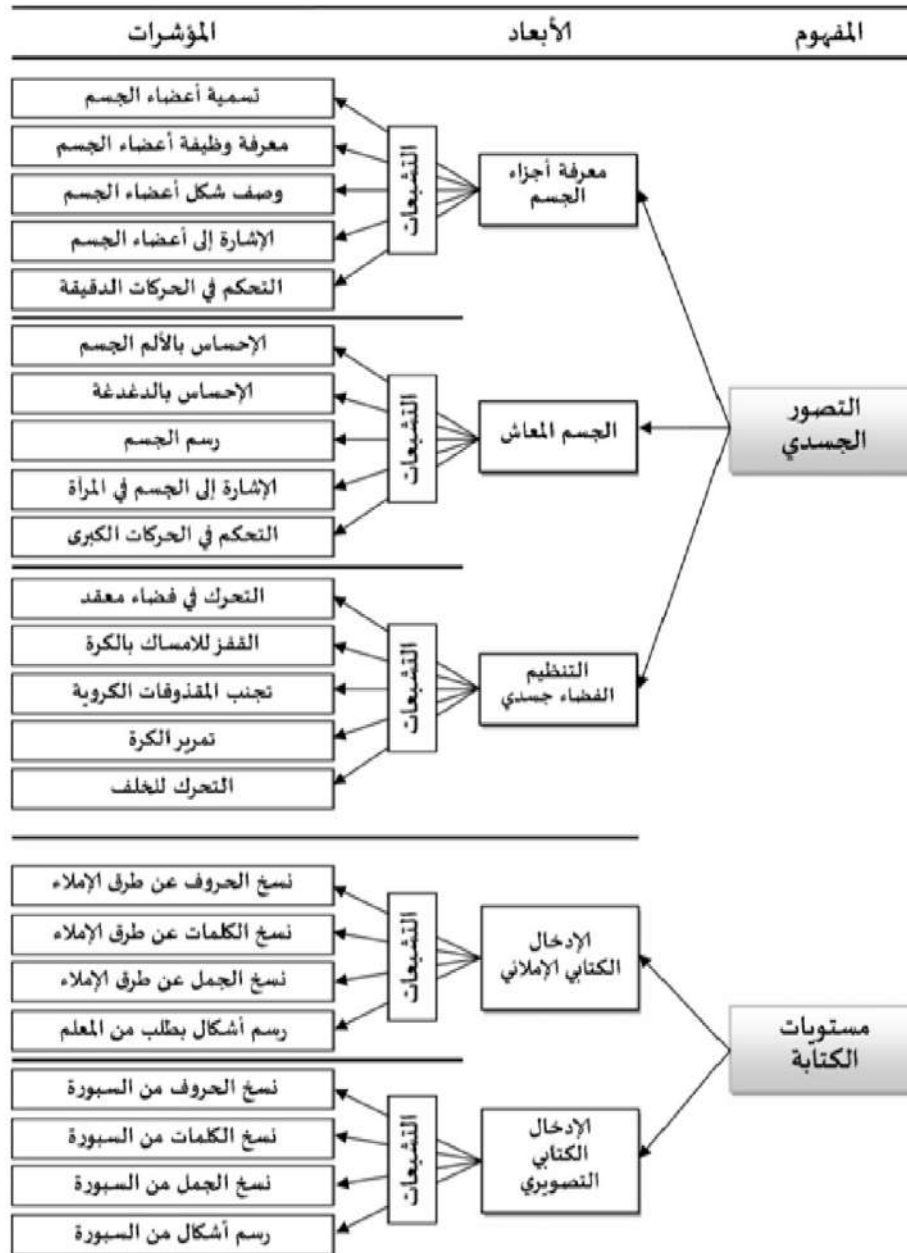 المفهوم الأبعاد المؤشرات
التصور
الجسدي
معرفة أجزاء
الجسم
التشبعات
تسمية أعضاء الجسم
معرفة وظيفة أعضاء الجسم
وصف شكل أعضاء الجسم
الإشارة إلى أعضاء الجسم
التحكم في الحركات الدقيقة
الجسم المعاش
التشبعات
الإحساس بالألم الجسم
الإحساس بالدغدغة
رسم الجسم
الإشارة إلى الجسم في المرأة
التحكم في الحركات الكبرى
التنظيم
الفضاء جسدي
التشبعات
التحرك في فضاء معقد
القفز للامساك بالكرة
تجنب المقذوفات الكروية
تمرير الكرة
التحرك للخلف
مستويات
الكتابة
الإدخال
الكتابي الإملائي
التشبعات
نسخ الحروف عن طرق الإملاء
نسخ الكلمات عن طرق الإملاء
نسخ الجمل عن طرق الإملاء
رسم أشكال بطلب من المعلم
الإدخال
الكتابي
التصويري
التشبعات
نسخ الحروف من السبورة
نسخ الكلمات من السبورة
نسخ الجمل من السبورة
رسم أشكال من السبورة